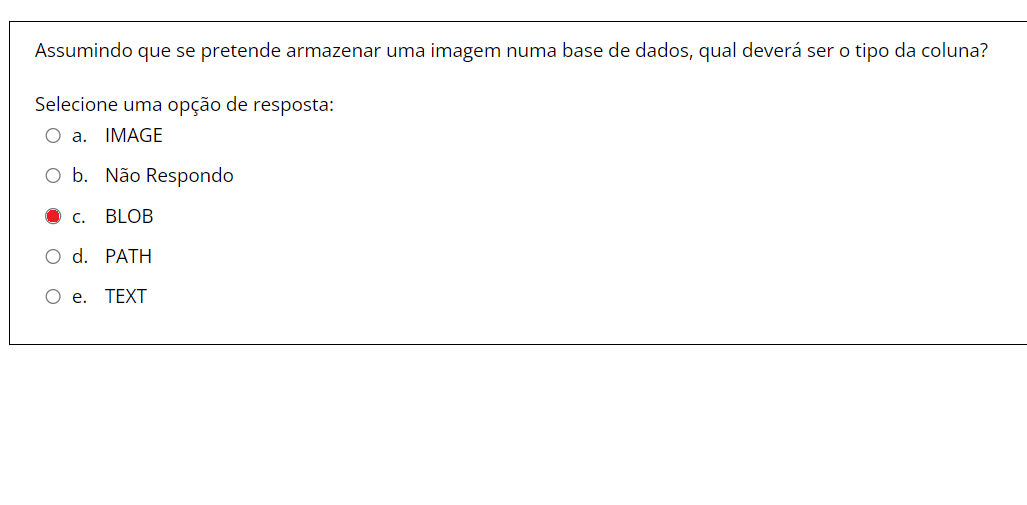 Assumindo que se pretende armazenar uma imagem numa base de dados, qual deverá ser o tipo da coluna?
Selecione uma opção de resposta:
a. IMAGE
b. Não Respondo
c. BLOB
d. PATH
e. TEXT